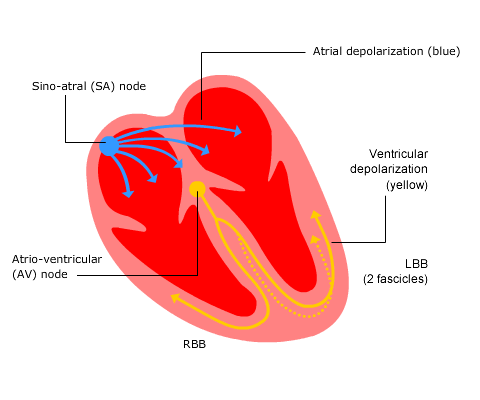 Atrial depolarization (blue)
Sino-atral (SA) node
Ventricular
depolarization
(yellow)
Atrio-ventricular
(AV) node
LBB
(2 fascicles)
RBB